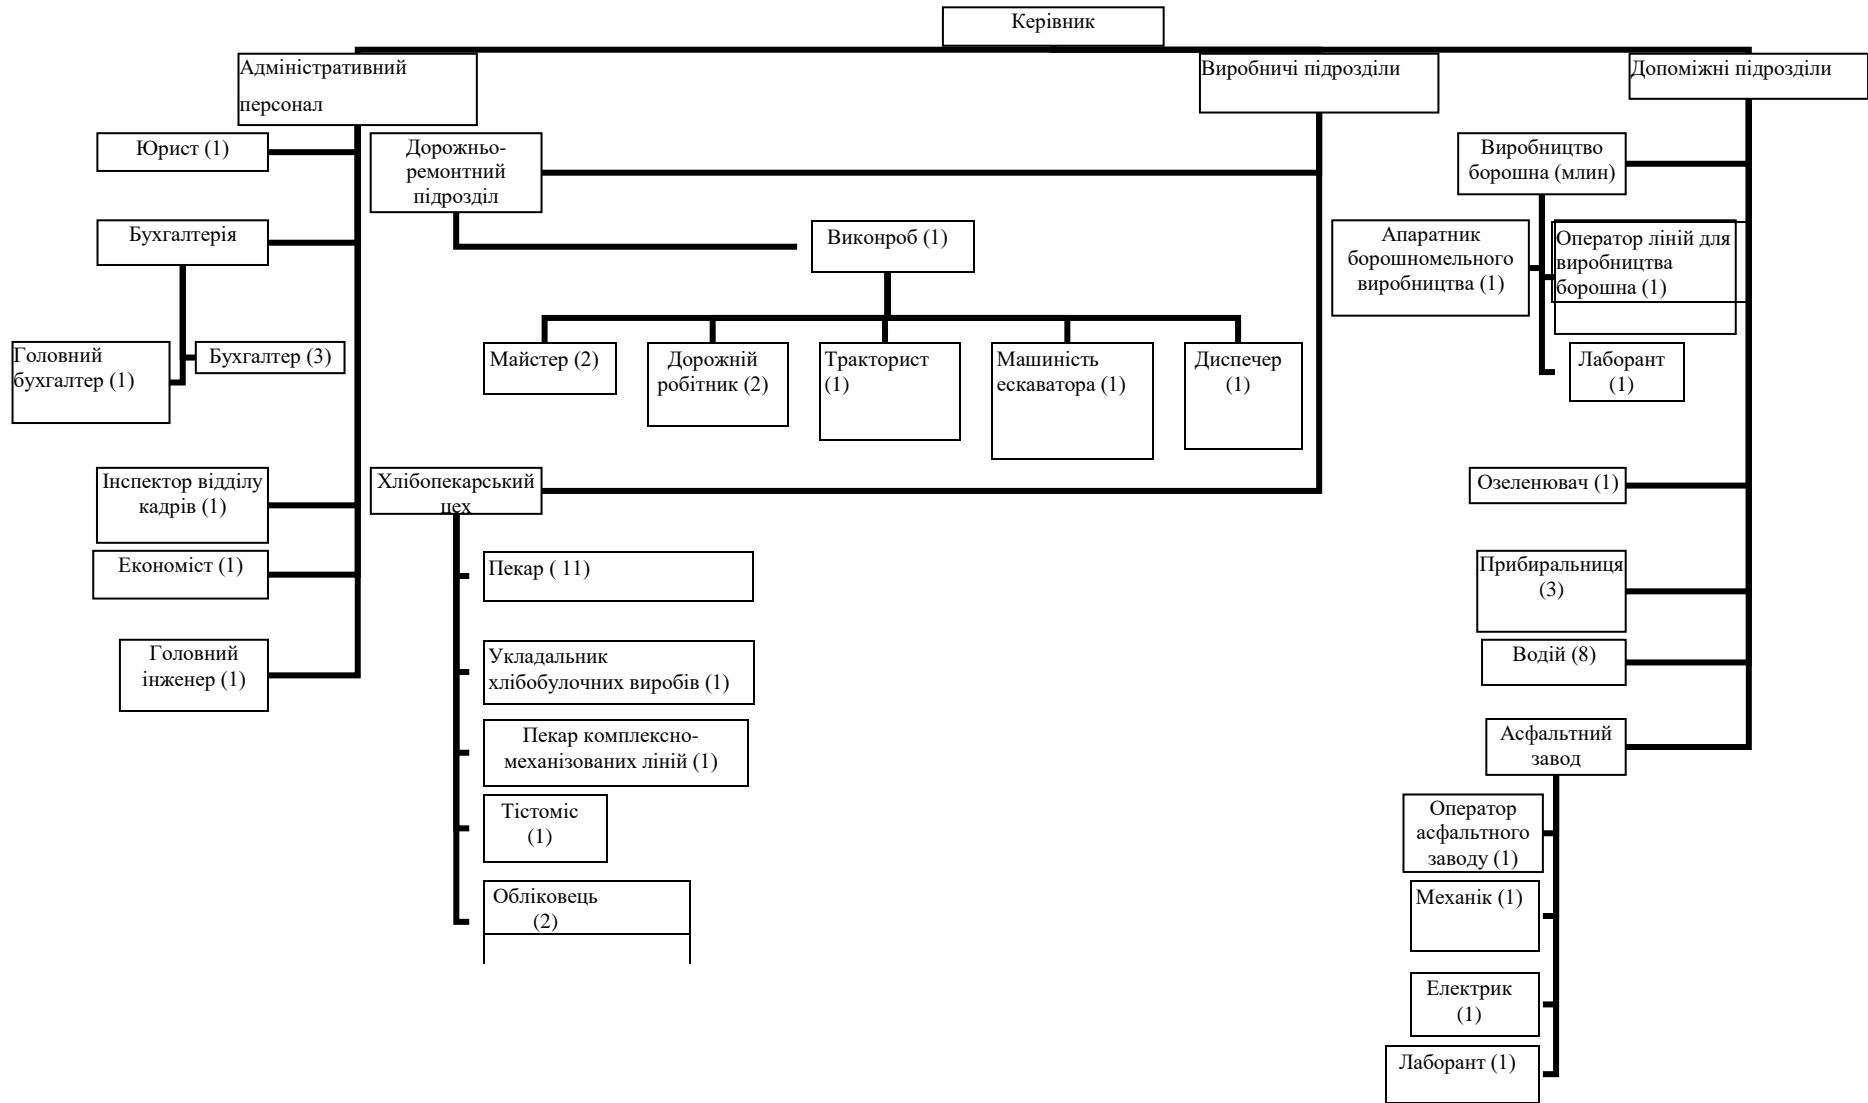 Керівник
Адміністративний
персонал
Виробничі підрозділи
Допоміжні підрозділи
Юрист (1)
Бухгалтерія
Головний
бухгалтер (1)
Бухгалтер (3)
Інспектор відділу
кадрів (1)
Економіст (1)
Головний
інженер (1)
Дорожньо-
ремонтний
підрозділ
Виконроб (1)
Майстер (2)
Дорожній
робітник (2)
Тракторист
(1)
Машиність
ескаватора (1)
Диспечер
(1)
Хлібопекарський
цех
Пекар ( 11)
Укладальник
хлібобулочних виробів (1)
Пекар комплексно-
механізованих ліній (1)
Тістоміс
(1)
Обліковець
(2)
Виробництво
борошна (млин)
Апаратник
борошномельного
виробництва (1)
Оператор ліній для
виробництва
борошна (1)
Лаборант
(1)
Озеленювач (1)
Прибиральниця
(3)
Водій (8)
Асфальтний
завод
Оператор
асфальтного
заводу (1)
Механік (1)
Електрик
(1)
Лаборант (1)